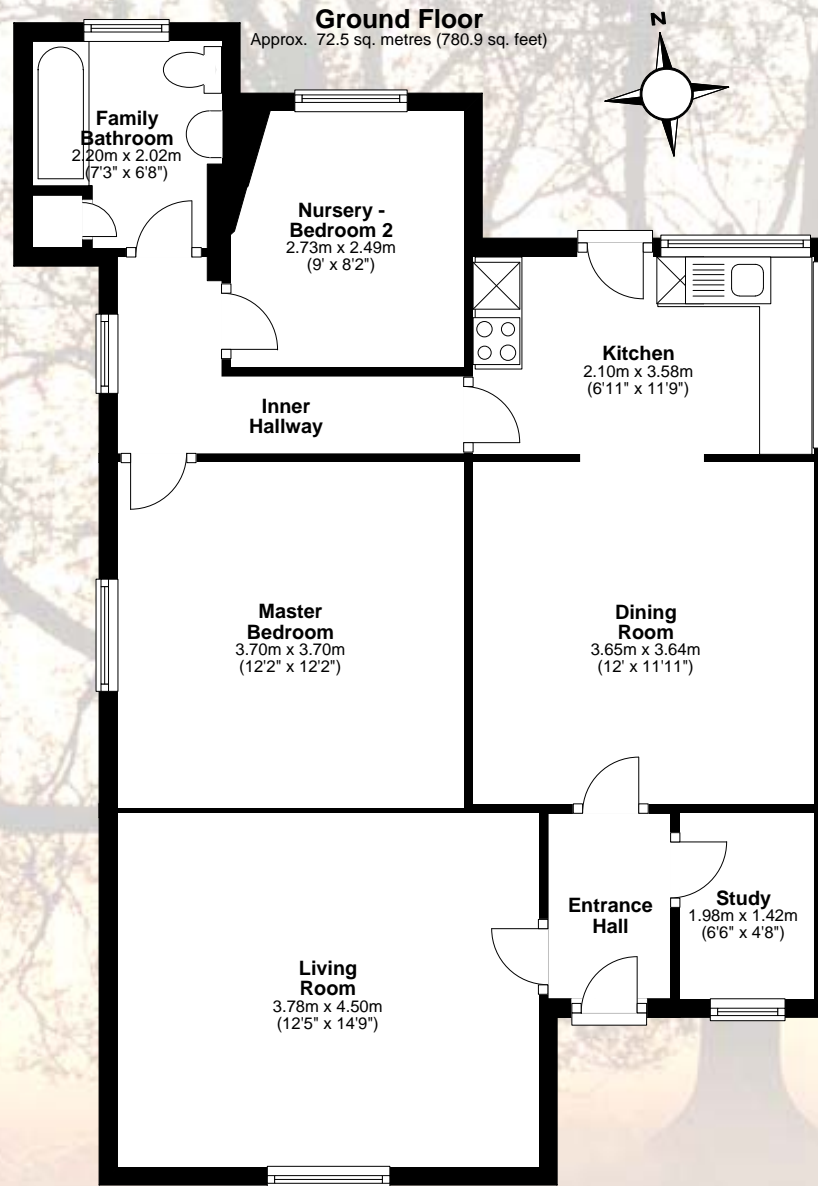 Ground Floor
Approx. 72.5 sq. metres (780.9 sq. feet)
N
Family
Bathroom
2.20m x 2.02m
(7'3" x 6'8")
Nursery -
Bedroom 2
2.73m x 2.49m
(9' x 8'2")
Kitchen
2.10m x 3.58m
(6'11" x 11'9")
Inner
Hallway
Master
Bedroom
3.70m x 3.70m
(12'2" x 12'2")
Dining
Room
3.65m x 3.64m
(12' x 11'11")
Entrance
Hall
Study
1.98m x 1.42m
(6'6" x 4'8")
Living
Room
3.78m x 4.50m
(12'5" x 14'9")